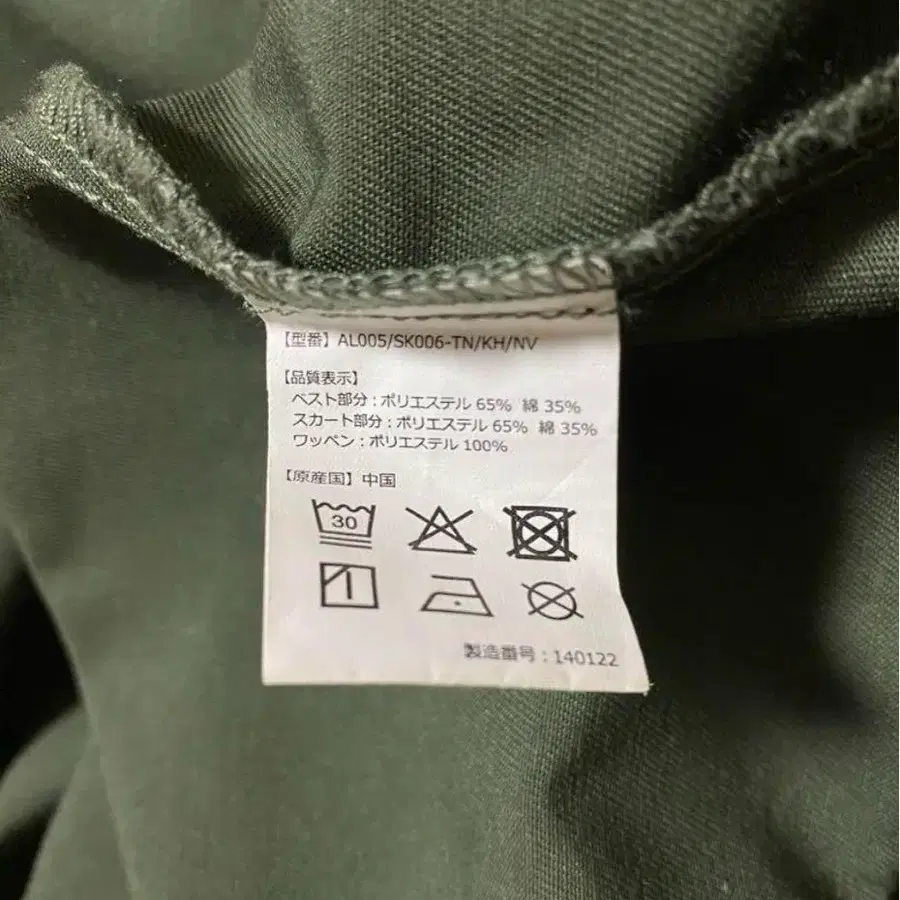 【型番】AL005/SK006-TN/KH/NV
【品質表示】
ベスト部分：ポリエステル 65% 綿 35%
スカート部分：ポリエステル 65% 綿 35%
ワッペン：ポリエステル 100%
【原産国】中国
30
製造番号：140122